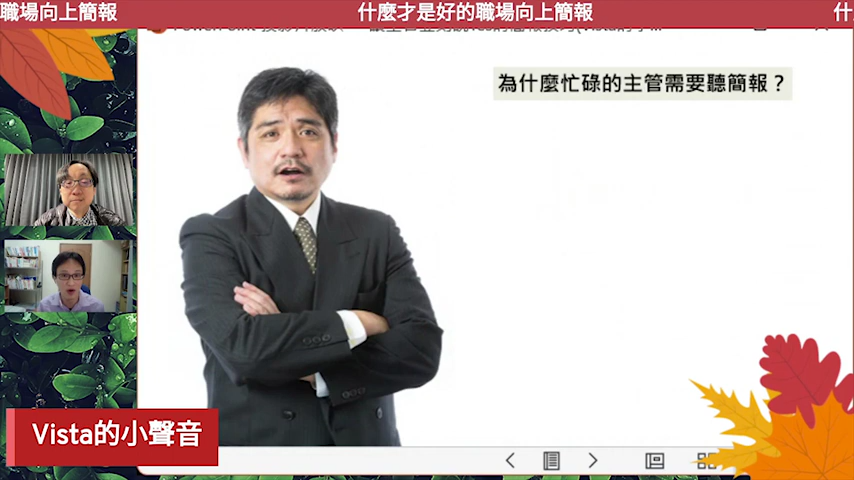 職場向上簡報
什麼才是好的職場向上簡報
什
為什麼忙碌的主管需要聽簡報？
Vista的小聲音